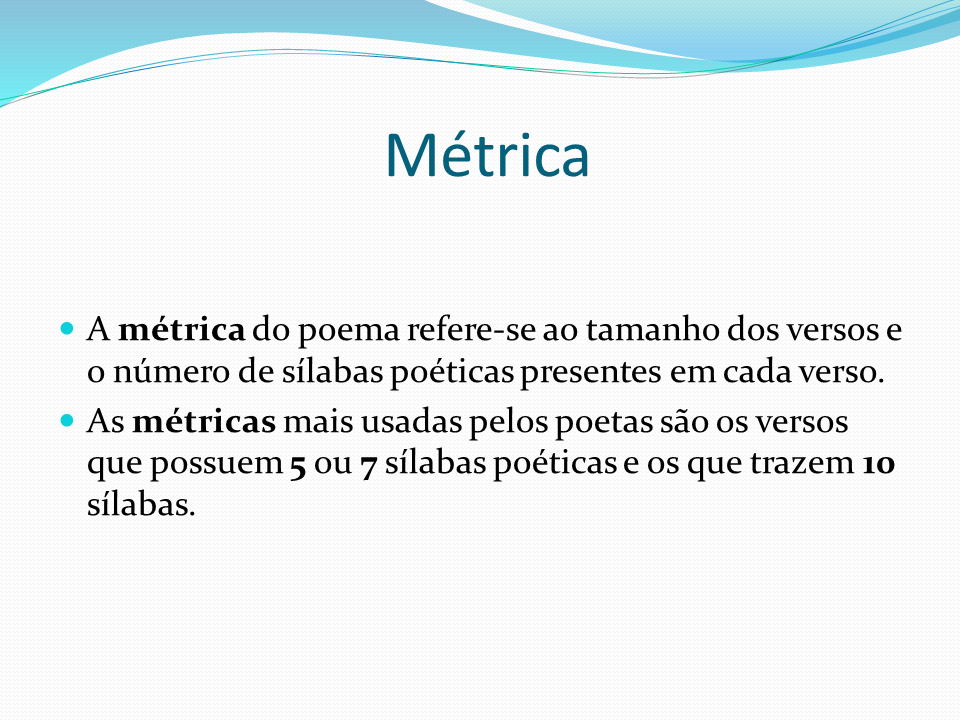 Métrica
A métrica do poema refere-se ao tamanho dos versos e
o número de sílabas poéticas presentes em cada verso.
As métricas mais usadas pelos poetas são os versos
que possuem 5 ou 7 sílabas poéticas e os que trazem 10
sílabas.